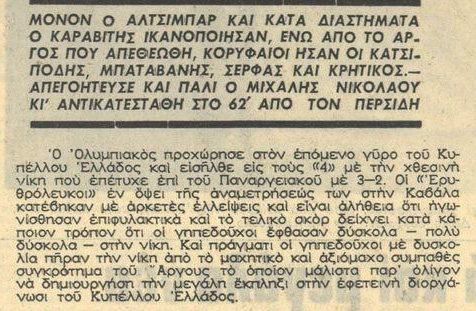 ΜΟΝΟΝ Ο ΑΛΤΣΙΜΠΑΡ ΚΑΙ ΚΑΤΑ ΔΙΑΣΤΗΜΑΤΑ
Ο ΚΑΡΑΒΙΤΗΣ ΙΚΑΝΟΠΟΙΗΣΑΝ, ΕΝΩ ΑΠΟ ΤΟ ΑΡ-
ΓΟΣ ΠΟΥ ΑΠΕΘΕΩΘΗ, ΚΟΡΥΦΑΙΟΙ ΗΣΑΝ ΟΙ ΚΑΤΣΙ-
ΠΟΔΗΣ, ΜΠΑΤΑΒΑΝΗΣ, ΣΕΡΦΑΣ ΚΑΙ ΚΡΗΤΙΚΟΣ.—
ΑΠΕΓΟΗΤΕΥΣΕ ΚΑΙ ΠΑΛΙ Ο ΜΙΧΑΛΗΣ ΝΙΚΟΛΑΟΥ
ΚΙ' ΑΝΤΙΚΑΤΕΣΤΑΘΗ ΣΤΟ 62' ΑΠΟ ΤΟΝ ΠΕΡΣΙΔΗ
Ὁ Ὀλυμπιακὸς προχώρησε στὸν ἑπόμενο γῦρο τοῦ Κυ-
πέλλου Ἑλλάδος καὶ εἰσῆλθε εἰς τοὺς «4» μὲ τὴν χθεσινὴ
νίκη ποὺ ἐπέτυχε ἐπὶ τοῦ Παναργειακοῦ μὲ 3—2. Οἱ «Ἐρυ-
θρόλευκοι» ἐν ὄψει τῆς ἀναμετρήσεώς των στὴν Καβάλα
κατέβηκαν μὲ ἀρκετὲς ἐλλείψεις καὶ εἶναι ἀλήθεια ὅτι ἠγω-
νίσθησαν ἐπιφυλακτικὰ καὶ τὸ τελικὸ σκὸρ δείχνει κατὰ κά-
ποιον τρόπον ὅτι οἱ γηπεδοῦχοι ἔφθασαν δύσκολα — πολὺ
δύσκολα — στὴν νίκη. Καὶ πράγματι οἱ γηπεδοῦχοι μὲ δυσκο-
λία πῆραν τὴν νίκη ἀπὸ τὸ μαχητικὸ καὶ ἀξιόμαχο συμπαθὲς
συγκρότημα τοῦ Ἄργους τὸ ὁποῖον μάλιστα παρ' ὀλίγον
νὰ δημιουργήση τὴν μεγάλη ἔκπληξι στὴν ἐφετεινὴ διοργά-
νωσι τοῦ Κυπέλλου Ἑλλάδος.